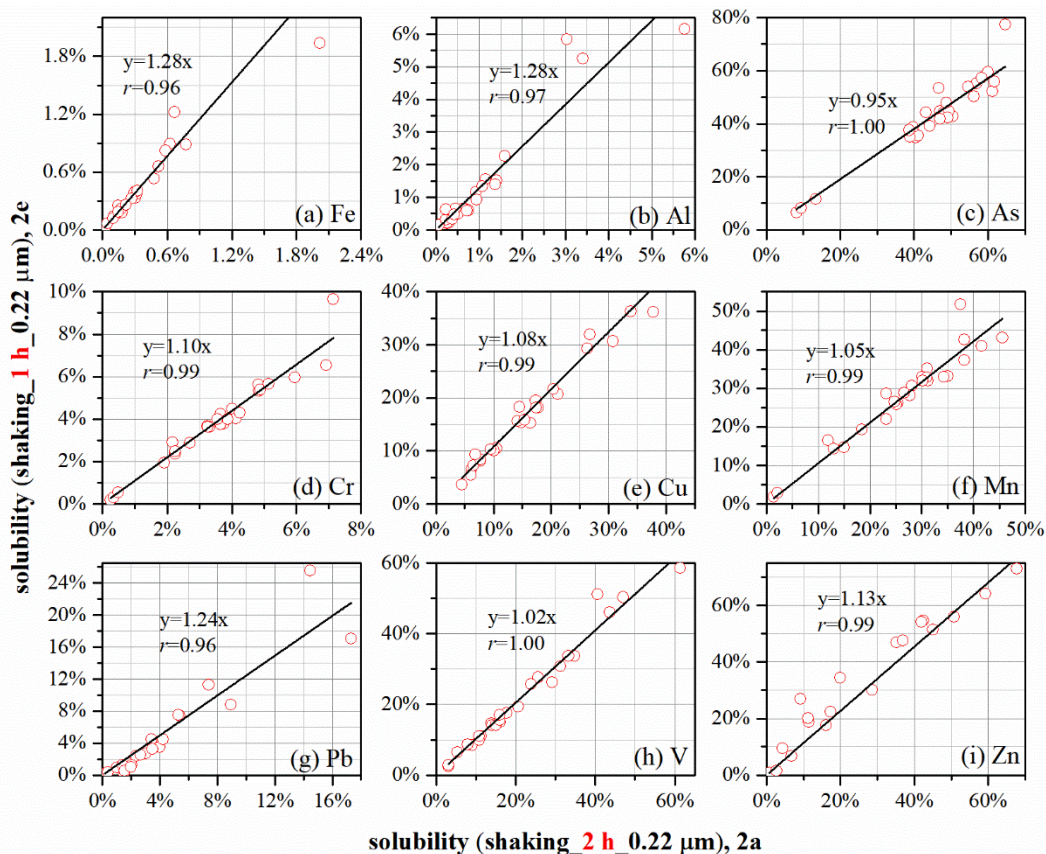 solubility (shaking_1 h_0.22 μm), 2e
1.8%
1.2%
0.6%
0.0%
0.0% 0.6% 1.2% 1.8% 2.4%
y=1.28x
r=0.96
(a) Fe
6%
5%
4%
3%
2%
1%
0%
0% 1% 2% 3% 4% 5% 6%
y=1.28x
r=0.97
(b) Al
80%
60%
40%
20%
0%
0% 20% 40% 60%
y=0.95x
r=1.00
(c) As
10%
8%
6%
4%
2%
0%
0% 2% 4% 6% 8%
y=1.10x
r=0.99
(d) Cr
40%
30%
20%
10%
0%
0% 10% 20% 30% 40%
y=1.08x
r=0.99
(e) Cu
50%
40%
30%
20%
10%
0%
0% 10% 20% 30% 40% 50%
y=1.05x
r=0.99
(f) Mn
24%
20%
16%
12%
8%
4%
0%
0% 4% 8% 12% 16%
y=1.24x
r=0.96
(g) Pb
60%
40%
20%
0%
0% 20% 40% 60%
y=1.02x
r=1.00
(h) V
60%
40%
20%
0%
0% 20% 40% 60%
y=1.13x
r=0.99
(i) Zn
solubility (shaking_2 h_0.22 μm), 2a